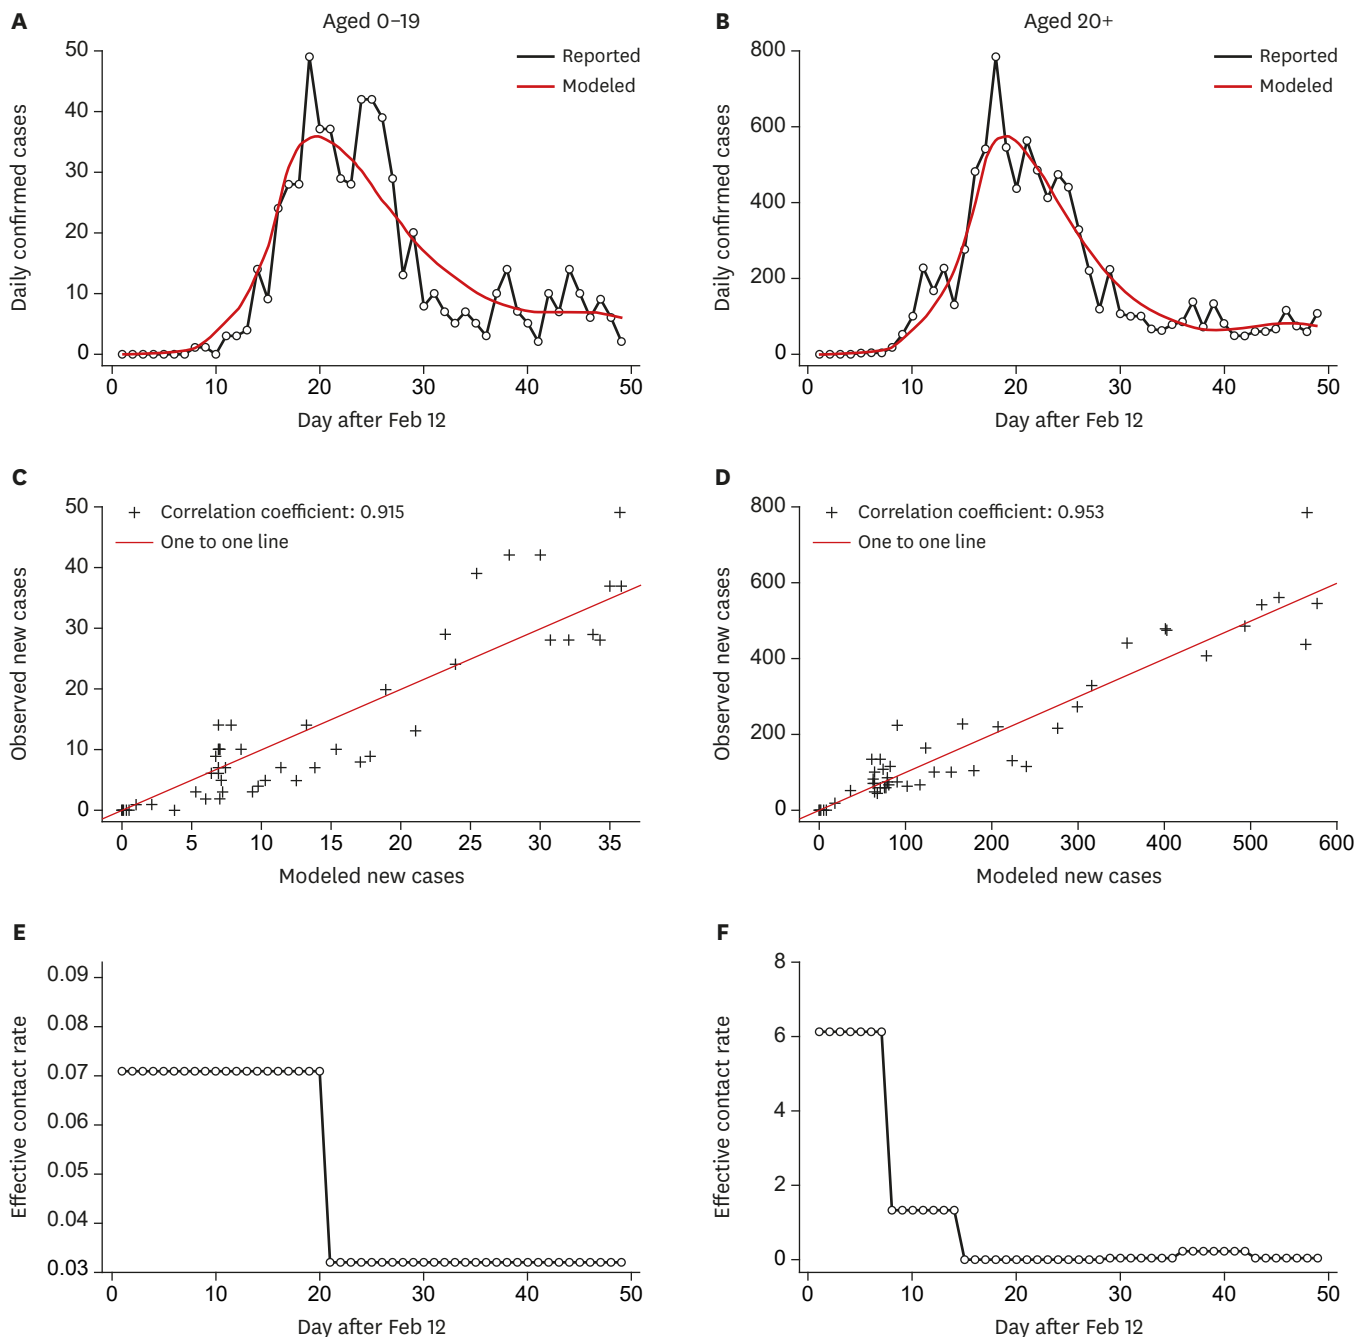 A
Aged 0–19
50
40
30
20
10
0
Daily confirmed cases
Reported
Modeled
0 10 20 30 40 50
Day after Feb 12
B
Aged 20+
800
600
400
200
0
Daily confirmed cases
Reported
Modeled
0 10 20 30 40 50
Day after Feb 12
C
50
40
30
20
10
0
Observed new cases
Correlation coefficient: 0.915
One to one line
0 5 10 15 20 25 30 35
Modeled new cases
D
800
600
400
200
0
Observed new cases
Correlation coefficient: 0.953
One to one line
0 100 200 300 400 500 600
Modeled new cases
E
0.09
0.08
0.07
0.06
0.05
0.04
0.03
Effective contact rate
0 10 20 30 40 50
Day after Feb 12
F
8
6
4
2
0
Effective contact rate
0 10 20 30 40 50
Day after Feb 12